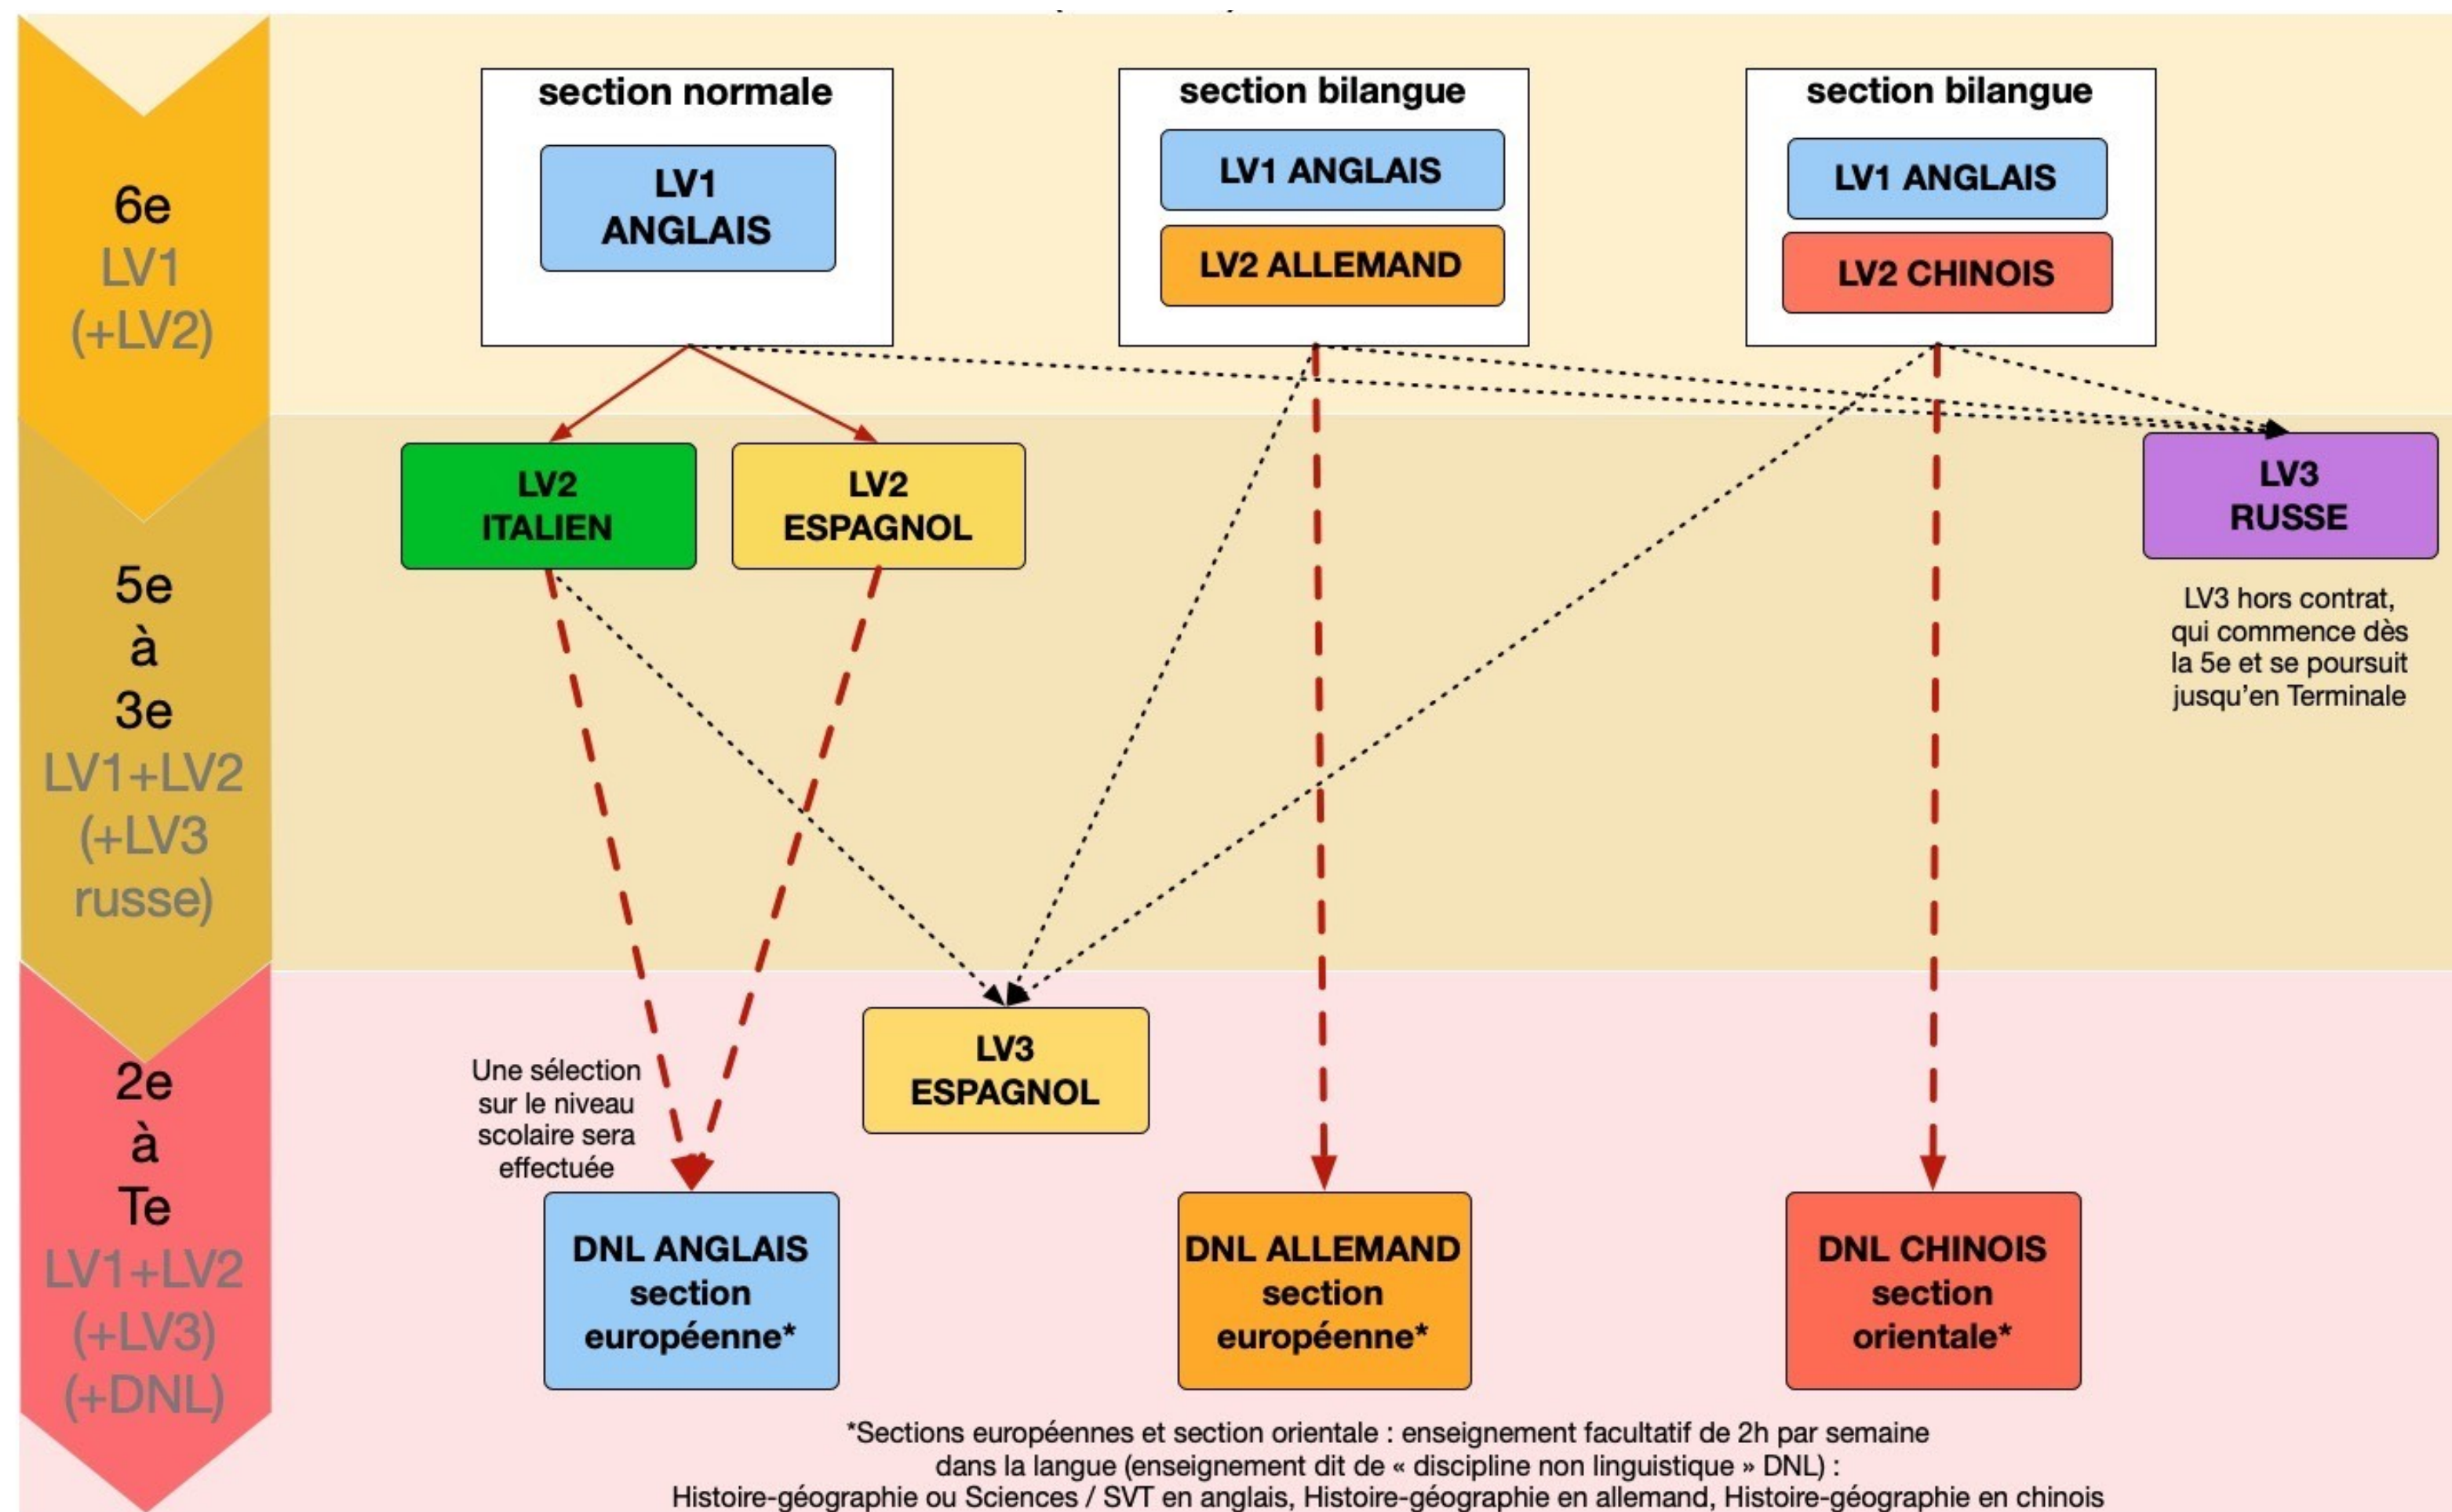 section normale
LV1
ANGLAIS
section bilangue
LV1 ANGLAIS
LV2 ALLEMAND
section bilangue
LV1 ANGLAIS
LV2 CHINOIS
6e
LV1
(+LV2)
LV2
ITALIEN
LV2
ESPAGNOL
LV3
RUSSE
LV3 hors contrat,
qui commence dès
la 5e et se poursuit
jusqu'en Terminale
5e
à
3e
LV1+LV2
(+LV3
russe)
LV3
ESPAGNOL
Une sélection
sur le niveau
scolaire sera
effectuée
2e
à
Te
LV1+LV2
(+LV3)
(+DNL)
DNL ANGLAIS
section
européenne*
DNL ALLEMAND
section
européenne*
DNL CHINOIS
section
orientale*
*Sections européennes et section orientale : enseignement facultatif de 2h par semaine
dans la langue (enseignement dit de « discipline non linguistique » DNL) :
Histoire-géographie ou Sciences / SVT en anglais, Histoire-géographie en allemand, Histoire-géographie en chinois